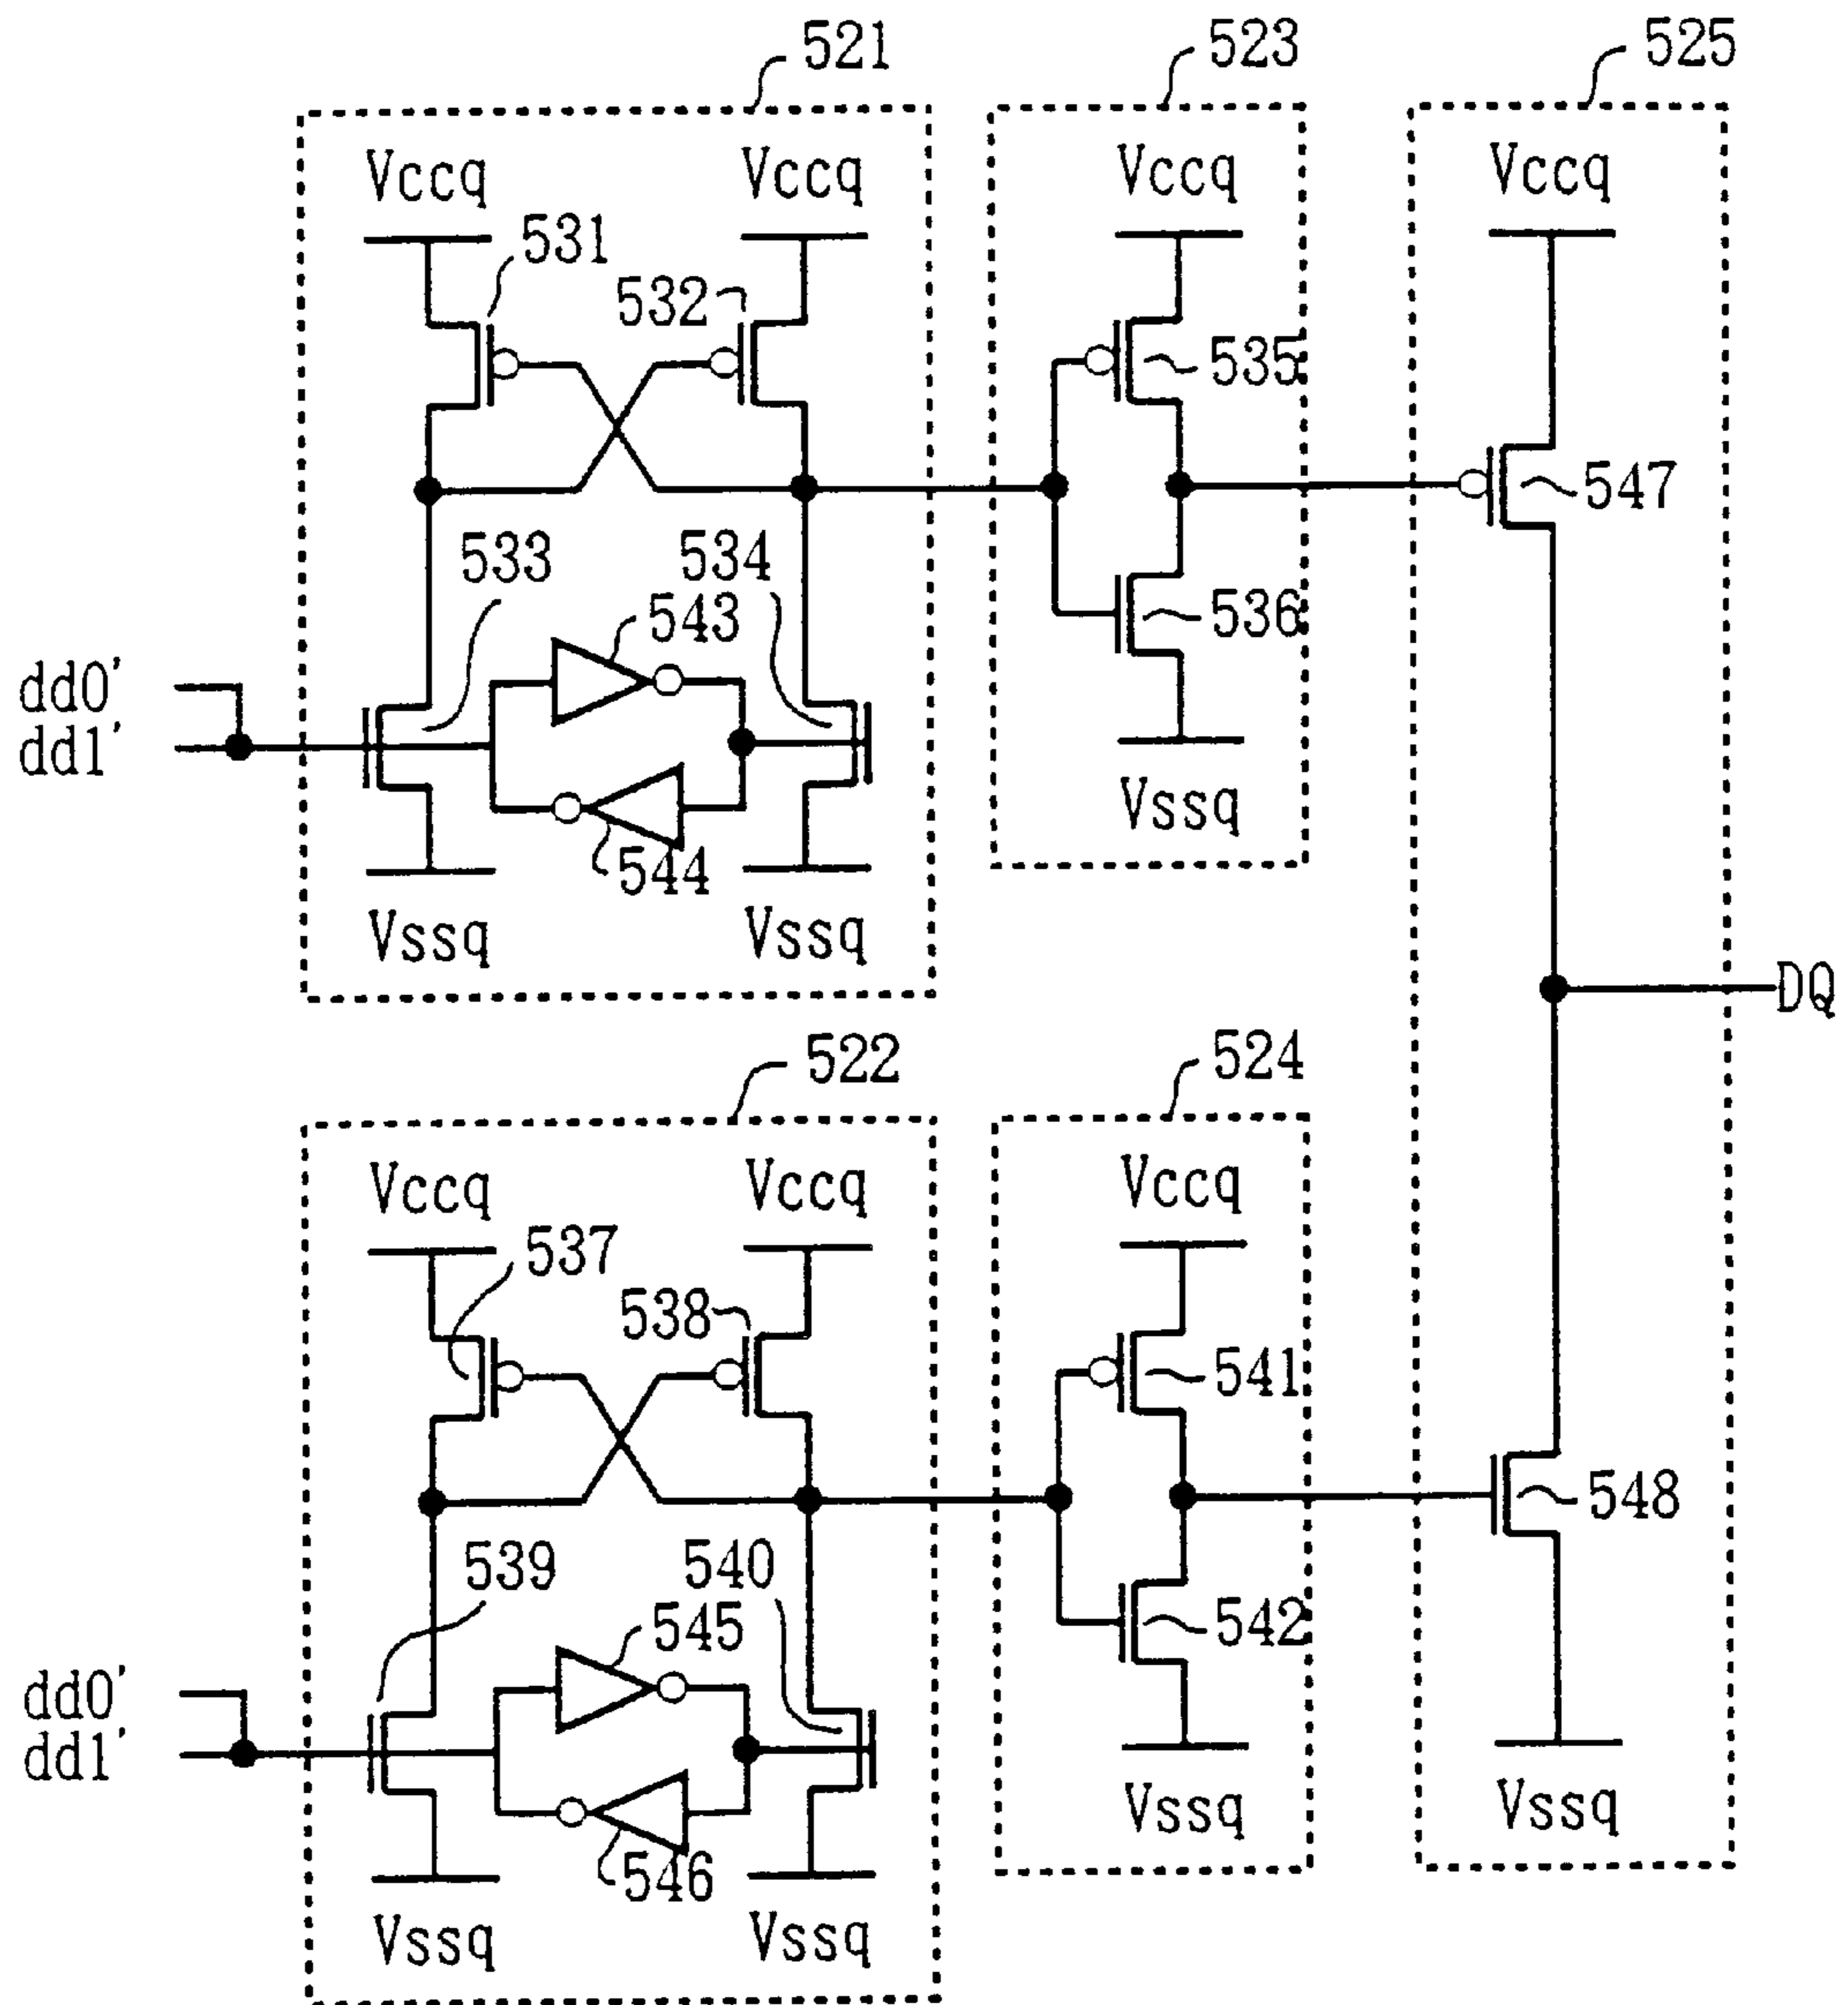 521
523
525
Vccq
Vccq
Vccq
Vccq
531
532
535
547
533
534
543
536
dd0'
dd1'
544
Vssq
Vssq
Vssq
DQ
522
524
Vccq
Vccq
Vccq
537
538
541
548
539
540
545
542
dd0'
dd1'
546
Vssq
Vssq
Vssq
Vssq